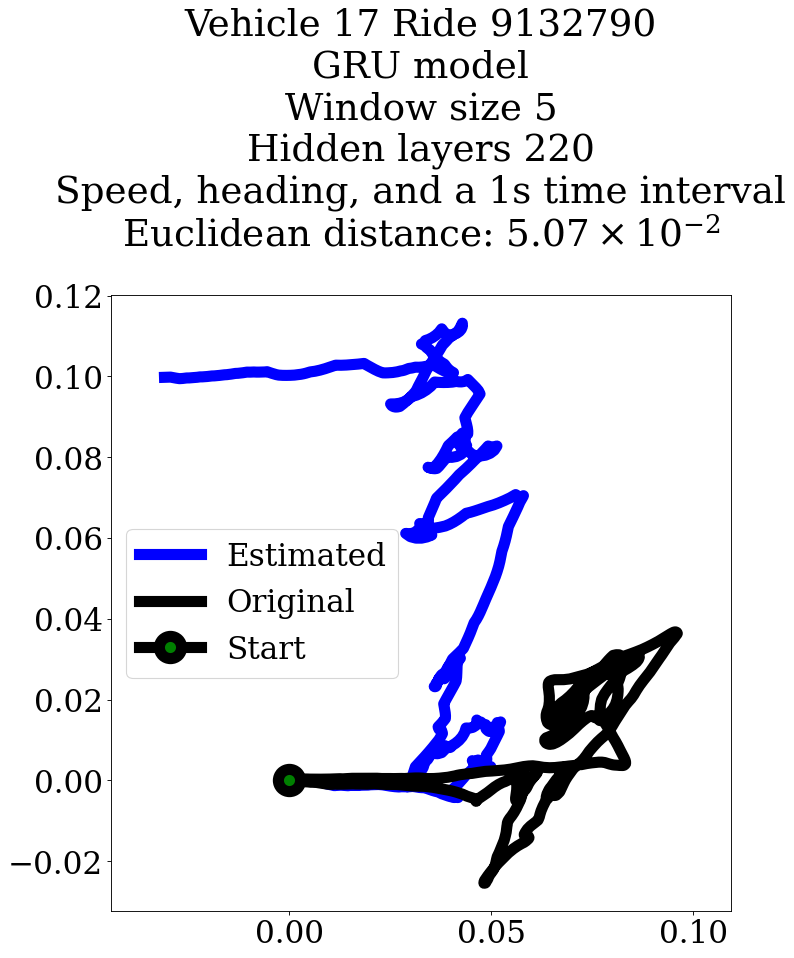 Vehicle 17 Ride 9132790
GRU model
Window size 5
Hidden layers 220
Speed, heading, and a 1s time interval
Euclidean distance: 5.07 × 10⁻²
0.12
0.10
0.08
0.06
0.04
0.02
0.00
−0.02
Estimated
Original
Start
0.00
0.05
0.10